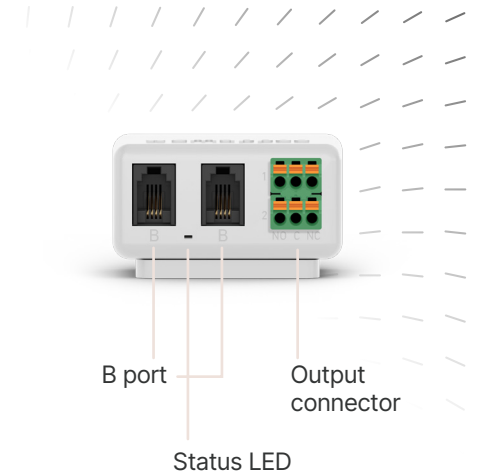 1
2
B
B
NO C NC
B port
Output
connector
Status LED